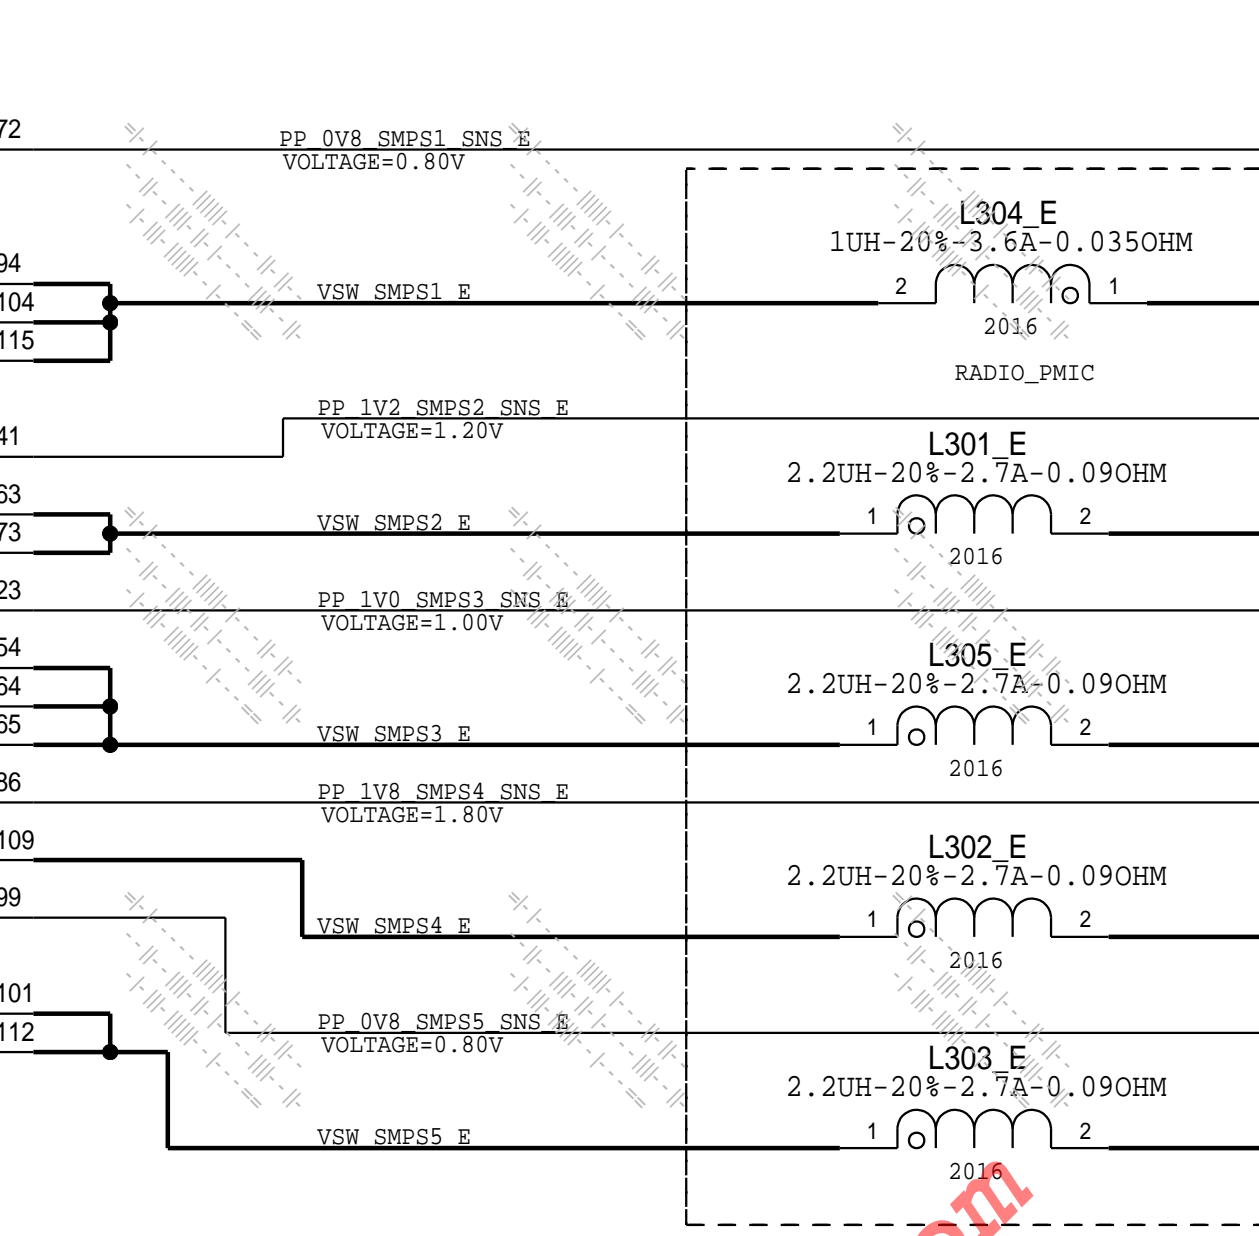 72
PP_0V8_SMPS1_SNS_E
VOLTAGE=0.80V
L304_E
1UH-20%-3.6A-0.035OHM
94
104
VSW_SMPS1_E
2
1
115
2016
RADIO_PMIC
PP_1V2_SMPS2_SNS_E
VOLTAGE=1.20V
41
L301_E
2.2UH-20%-2.7A-0.09OHM
63
73
VSW_SMPS2_E
1
2
2016
23
PP_1V0_SMPS3_SNS_E
VOLTAGE=1.00V
54
L305_E
64
2.2UH-20%-2.7A-0.09OHM
65
VSW_SMPS3_E
1
2
2016
86
PP_1V8_SMPS4_SNS_E
VOLTAGE=1.80V
109
L302_E
2.2UH-20%-2.7A-0.09OHM
99
VSW_SMPS4_E
1
2
2016
101
PP_0V8_SMPS5_SNS_E
112
VOLTAGE=0.80V
L303_E
2.2UH-20%-2.7A-0.09OHM
VSW_SMPS5_E
1
2
2016
om